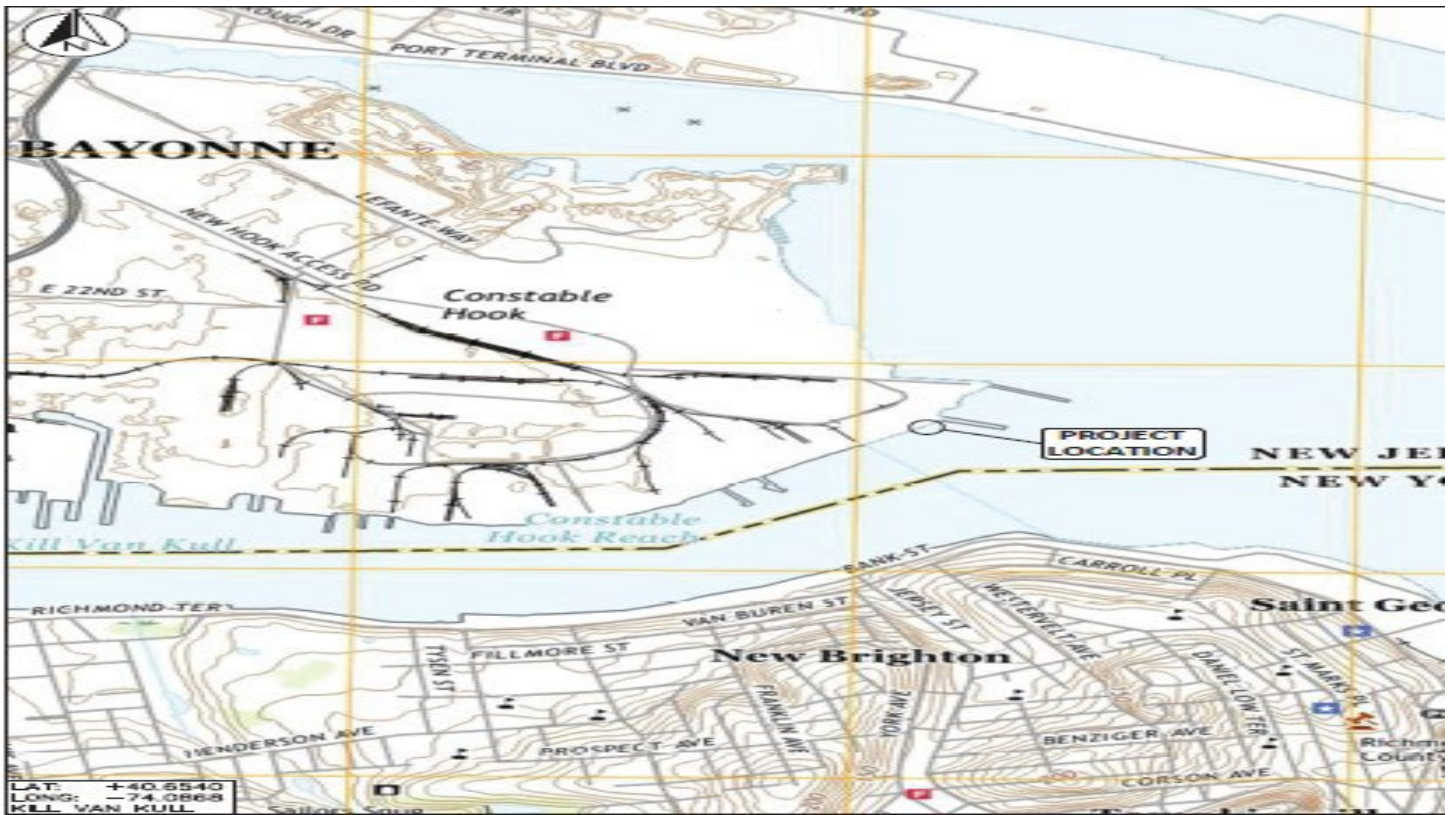 N
PORT TERMINAL BLVD
RD
BAYONNE
LEFANTE WAY
NEW HOOK ACCESS RD
E 22ND ST
Constable
Hook
F
F
50
PROJECT
LOCATION
NEW JE
NEW Y
Constable
Hook Reach
Kill Van Kull
BANK ST
CARROLL PL
RICHMOND TER
VAN BUREN ST
JERSEY ST
WESTERVELT AVE
Saint Geo
FILLMORE ST
TYSEN ST
New Brighton
DANIEL LOW TER
ST MARKS PL
FRANKLIN AVE
YORK AVE
HENDERSON AVE
PROSPECT AVE
BENZIGER AVE
Richm
County
CORSON AVE
F
LAT: +40.6540
LONG: -74.0868
KILL VAN KULL